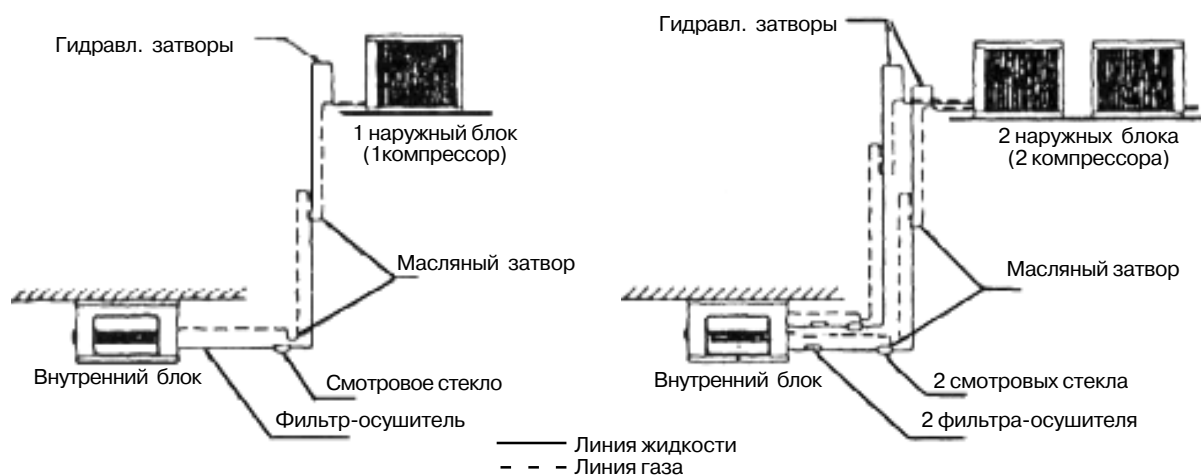 Гидравл. затворы
1 наружный блок
(1компрессор)
Масляный затвор
Внутренний блок
Смотровое стекло
Фильтр-осушитель
Гидравл. затворы
2 наружных блока
(2 компрессора)
Масляный затвор
Внутренний блок
2 смотровых стекла
2 фильтра-осушителя
Линия жидкости
Линия газа